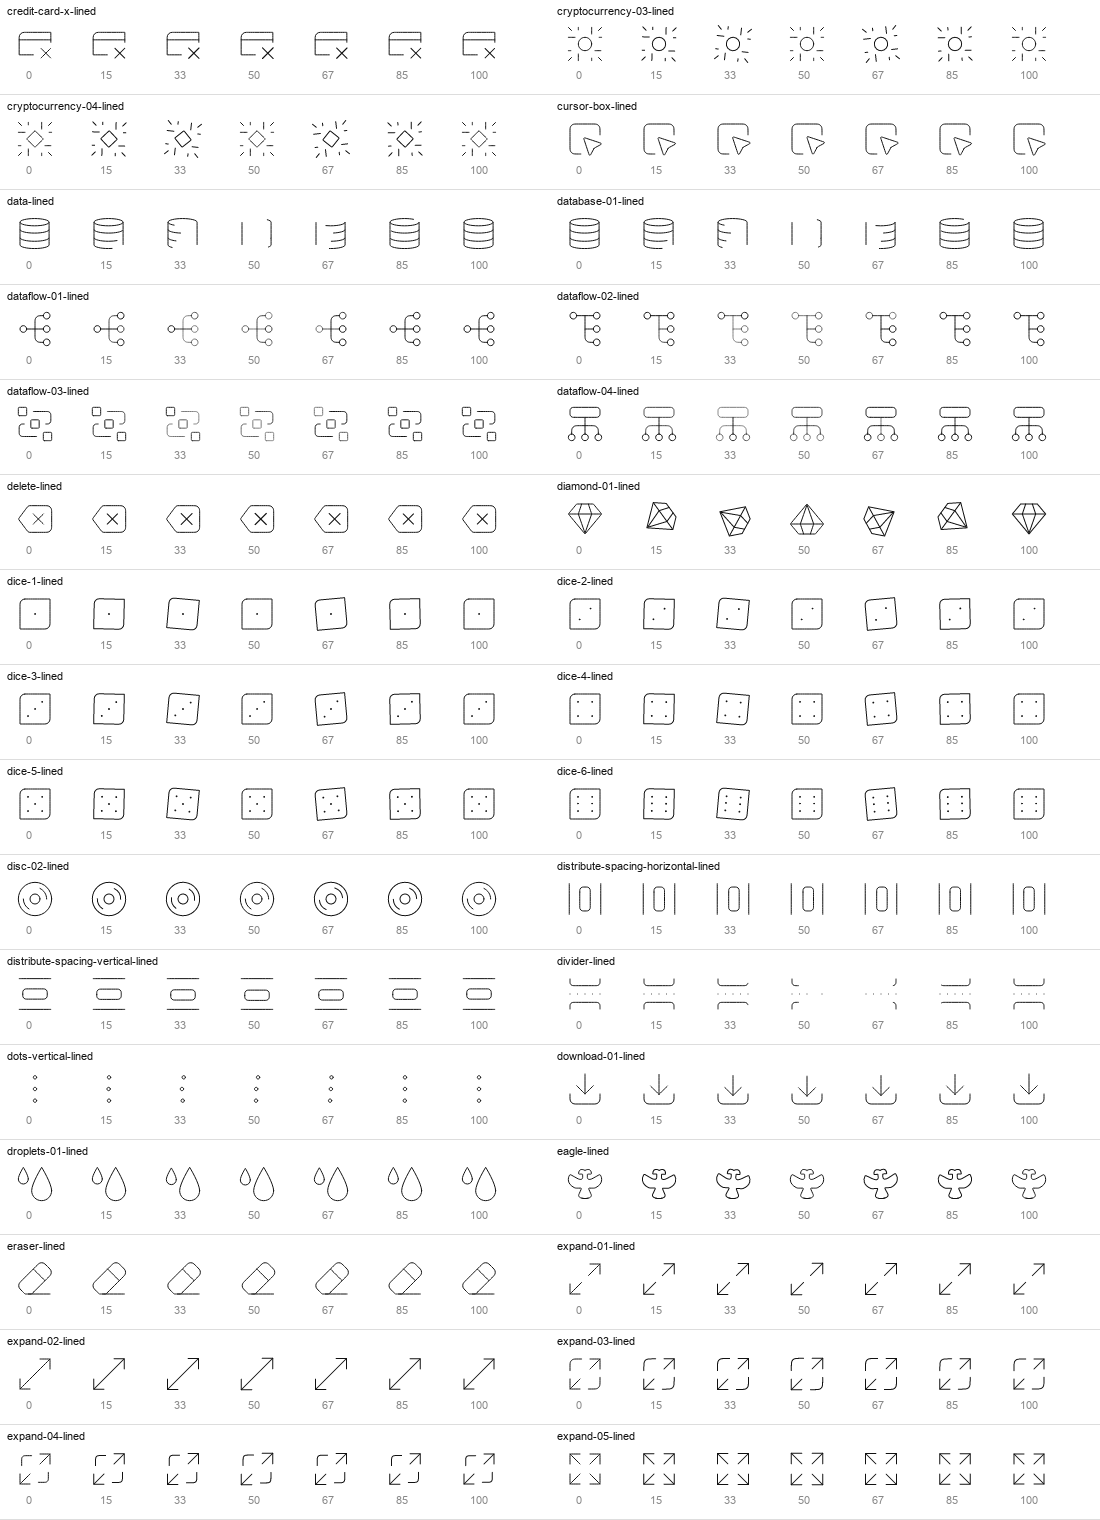 credit-card-x-lined cryptocurrency-03-lined
0 15 33 50 67 85 100 0 15 33 50 67 85 100
cryptocurrency-04-lined cursor-box-lined
0 15 33 50 67 85 100 0 15 33 50 67 85 100
data-lined database-01-lined
0 15 33 50 67 85 100 0 15 33 50 67 85 100
dataflow-01-lined dataflow-02-lined
0 15 33 50 67 85 100 0 15 33 50 67 85 100
dataflow-03-lined dataflow-04-lined
0 15 33 50 67 85 100 0 15 33 50 67 85 100
delete-lined diamond-01-lined
0 15 33 50 67 85 100 0 15 33 50 67 85 100
dice-1-lined dice-2-lined
0 15 33 50 67 85 100 0 15 33 50 67 85 100
dice-3-lined dice-4-lined
0 15 33 50 67 85 100 0 15 33 50 67 85 100
dice-5-lined dice-6-lined
0 15 33 50 67 85 100 0 15 33 50 67 85 100
disc-02-lined distribute-spacing-horizontal-lined
0 15 33 50 67 85 100 0 15 33 50 67 85 100
distribute-spacing-vertical-lined divider-lined
0 15 33 50 67 85 100 0 15 33 50 67 85 100
dots-vertical-lined download-01-lined
0 15 33 50 67 85 100 0 15 33 50 67 85 100
droplets-01-lined eagle-lined
0 15 33 50 67 85 100 0 15 33 50 67 85 100
eraser-lined expand-01-lined
0 15 33 50 67 85 100 0 15 33 50 67 85 100
expand-02-lined expand-03-lined
0 15 33 50 67 85 100 0 15 33 50 67 85 100
expand-04-lined expand-05-lined
0 15 33 50 67 85 100 0 15 33 50 67 85 100